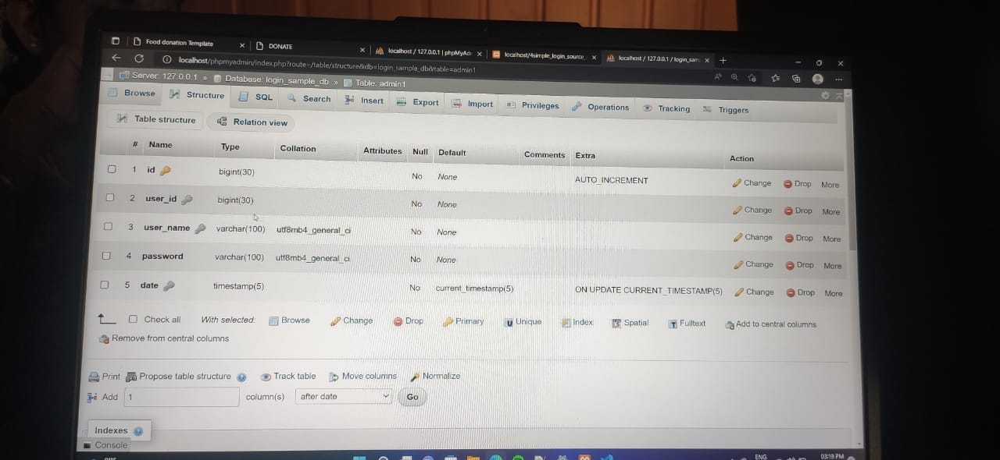 Food donation Template
DONATE
localhost / 127.0.0.1 | phpMyAdr
localhost/4simple_login_source_
localhost / 127.0.0.1 / login_sam
localhost/phpmyadmin/index.php?route=/table/structure&db=login_sample_db&table=admin1
Server: 127.0.0.1 » Database: login_sample_db » Table: admin1
Browse Structure SQL Search Insert Export Import Privileges Operations Tracking Triggers
Table structure Relation view
# Name Type Collation Attributes Null Default Comments Extra Action
1 id bigint(30) No None AUTO_INCREMENT Change Drop More
2 user_id bigint(30) No None Change Drop More
3 user_name varchar(100) utf8mb4_general_ci No None Change Drop More
4 password varchar(100) utf8mb4_general_ci No None Change Drop More
5 date timestamp(5) No current_timestamp(5) ON UPDATE CURRENT_TIMESTAMP(5) Change Drop More
Check all With selected: Browse Change Drop Primary Unique Index Spatial Fulltext Add to central columns
Remove from central columns
Print Propose table structure Track table Move columns Normalize
Add 1 column(s) after date Go
Indexes
Console
ENG 03:19 PM